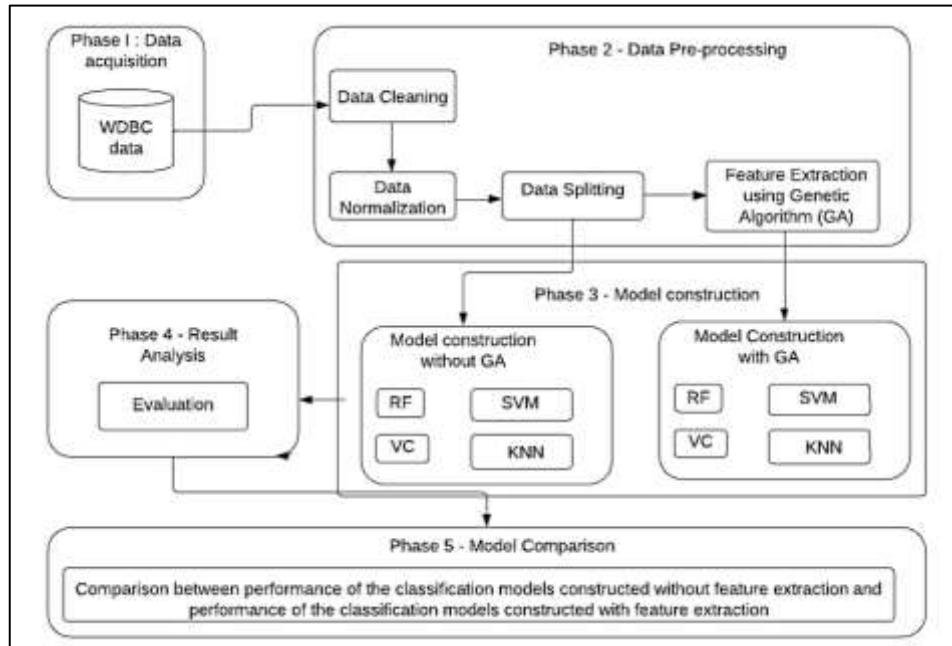 Phase I : Data
acquisition
WDBC
data
Phase 2 - Data Pre-processing
Data Cleaning
Data
Normalization
Data Splitting
Feature Extraction
using Genetic
Algorithm (GA)
Phase 3 - Model construction
Model construction
without GA
RF
SVM
VC
KNN
Model Construction
with GA
RF
SVM
VC
KNN
Phase 4 - Result
Analysis
Evaluation
Phase 5 - Model Comparison
Comparison between performance of the classification models constructed without feature extraction and
performance of the classification models constructed with feature extraction